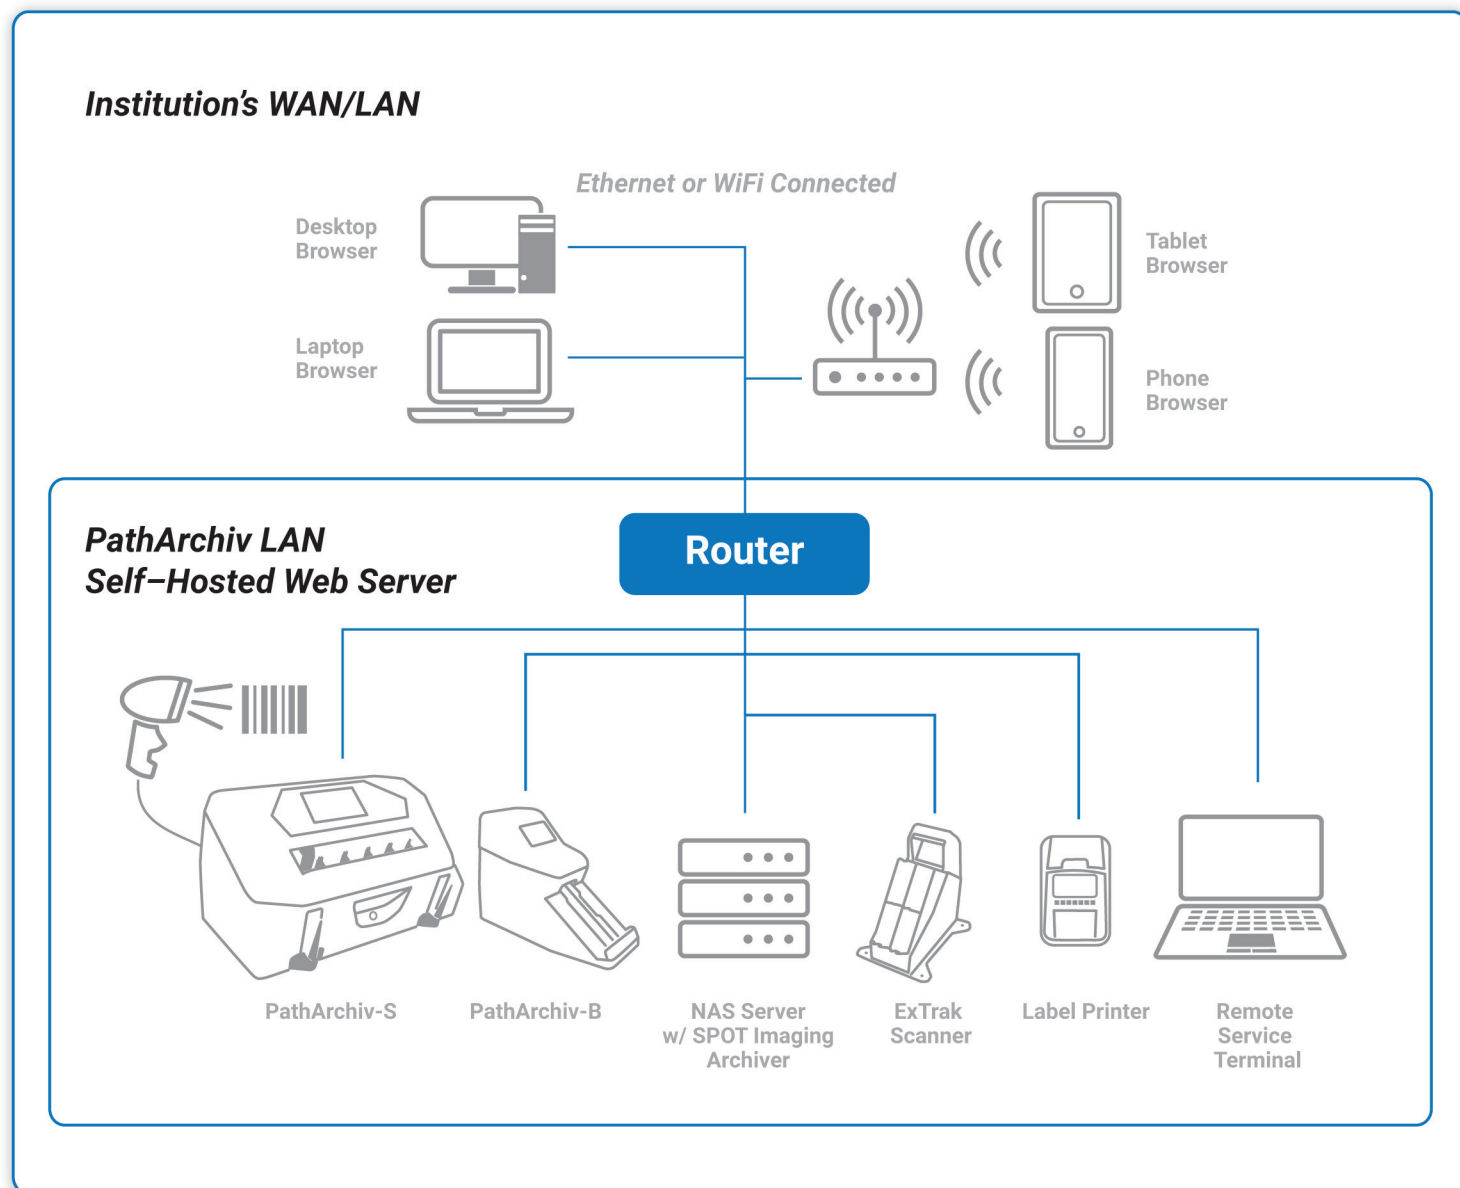 Institution's WAN/LAN
Ethernet or WiFi Connected
Desktop
Browser
Tablet
Browser
Laptop
Browser
Phone
Browser
PathArchiv LAN
Self–Hosted Web Server
Router
PathArchiv-S
PathArchiv-B
NAS Server
w/ SPOT Imaging
Archiver
ExTrak
Scanner
Label Printer
Remote
Service
Terminal